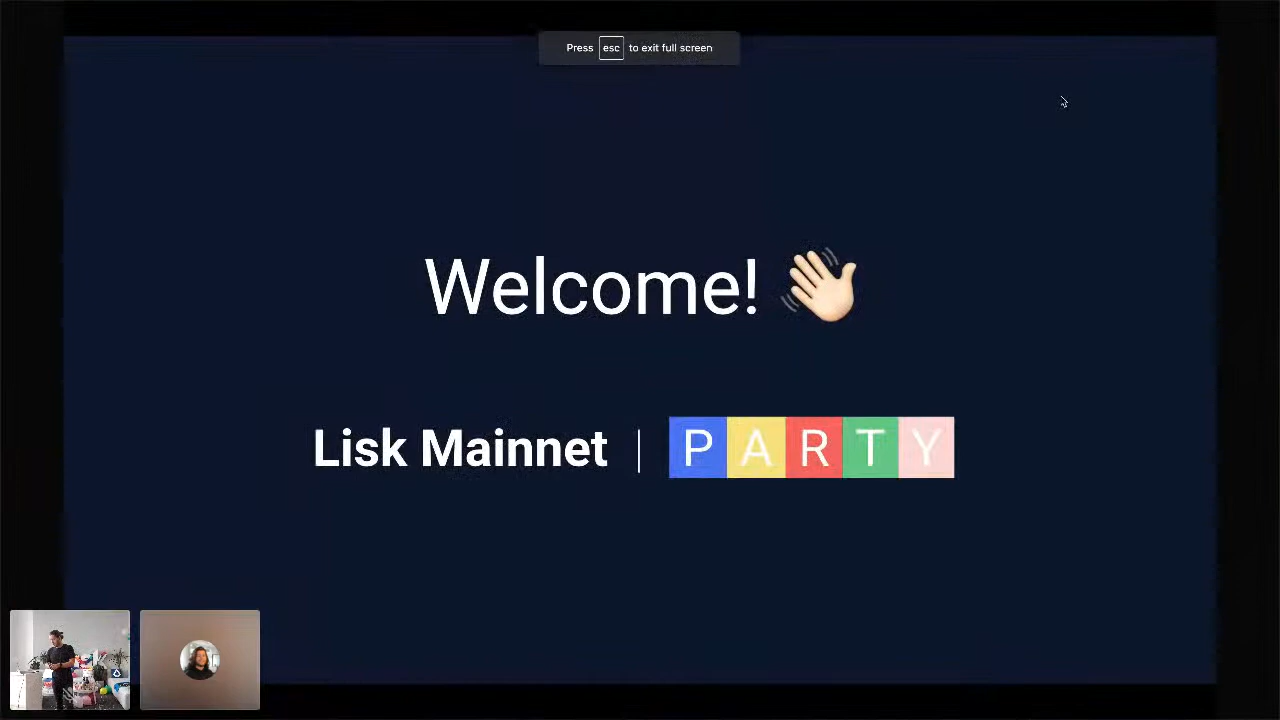 Press esc to exit full screen
Welcome! 👋🏻
Lisk Mainnet | PARTY